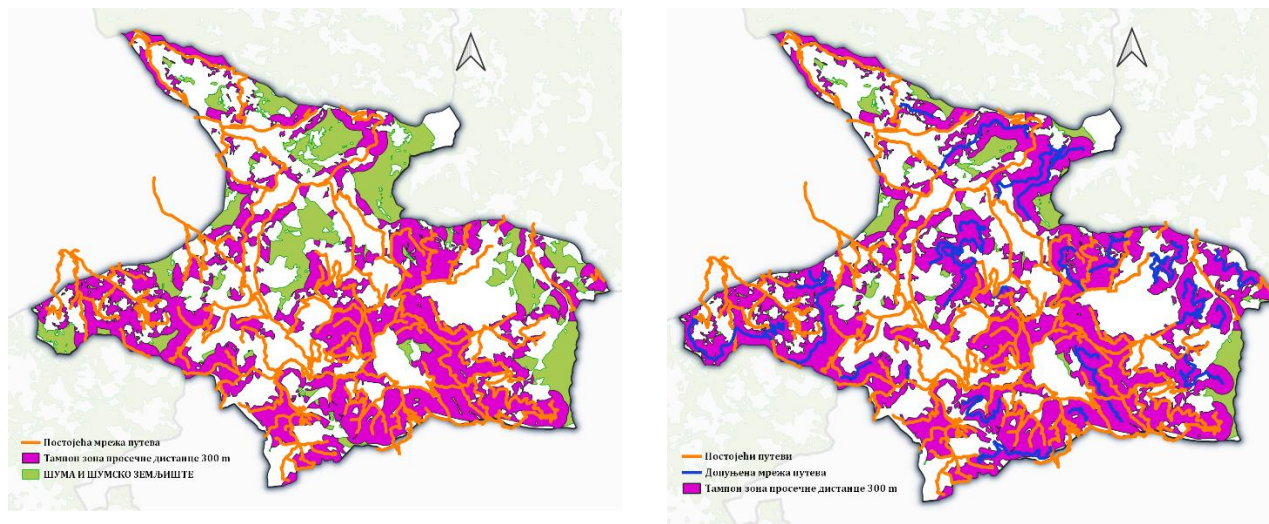 Постојећа мрежа путева
Тампон зона просечне дистанце 300 m
ШУМА И ШУМСКО ЗЕМЉИШТЕ
Постојећи путеви
Допуњена мрежа путева
Тампон зона просечне дистанце 300 m